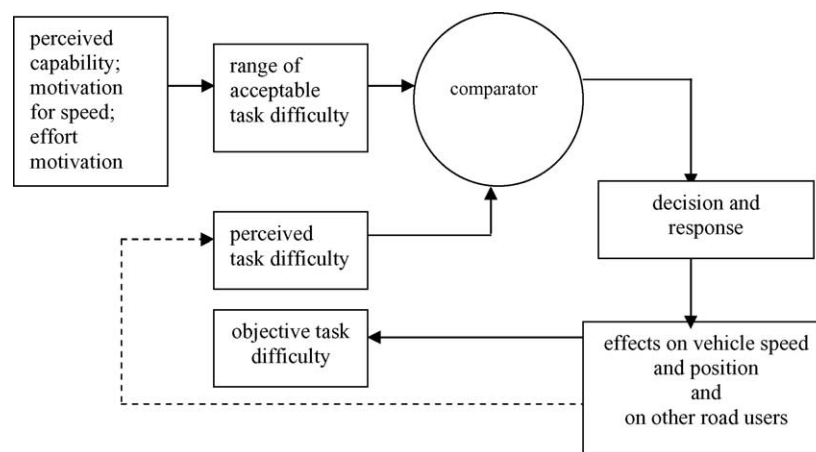 perceived
capability;
motivation
for speed;
effort
motivation
range of
acceptable
task difficulty
comparator
decision and
response
perceived
task difficulty
objective task
difficulty
effects on vehicle speed
and position
and
on other road users